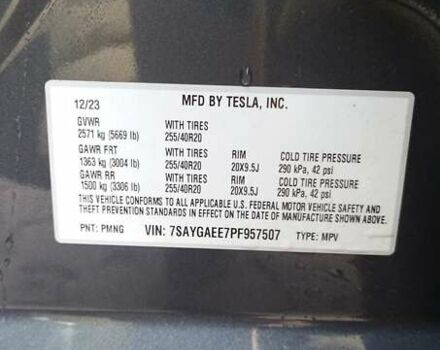 12/23 MFD BY TESLA, INC.
GVWR WITH TIRES
2571 kg (5669 lb) 255/40R20
GAWR FRT WITH TIRES RIM COLD TIRE PRESSURE
1363 kg (3004 lb) 255/40R20 20X9.5J 290 kPa, 42 psi
GAWR RR WITH TIRES RIM COLD TIRE PRESSURE
1500 kg (3306 lb) 255/40R20 20X9.5J 290 kPa, 42 psi
THIS VEHICLE CONFORMS TO ALL APPLICABLE U.S. FEDERAL MOTOR VEHICLE SAFETY AND
THEFT PREVENTION STANDARDS IN EFFECT ON THE DATE OF MANUFACTURE SHOWN ABOVE.
PNT: PMNG VIN: 7SAYGAEE7PF957507 TYPE: MPV